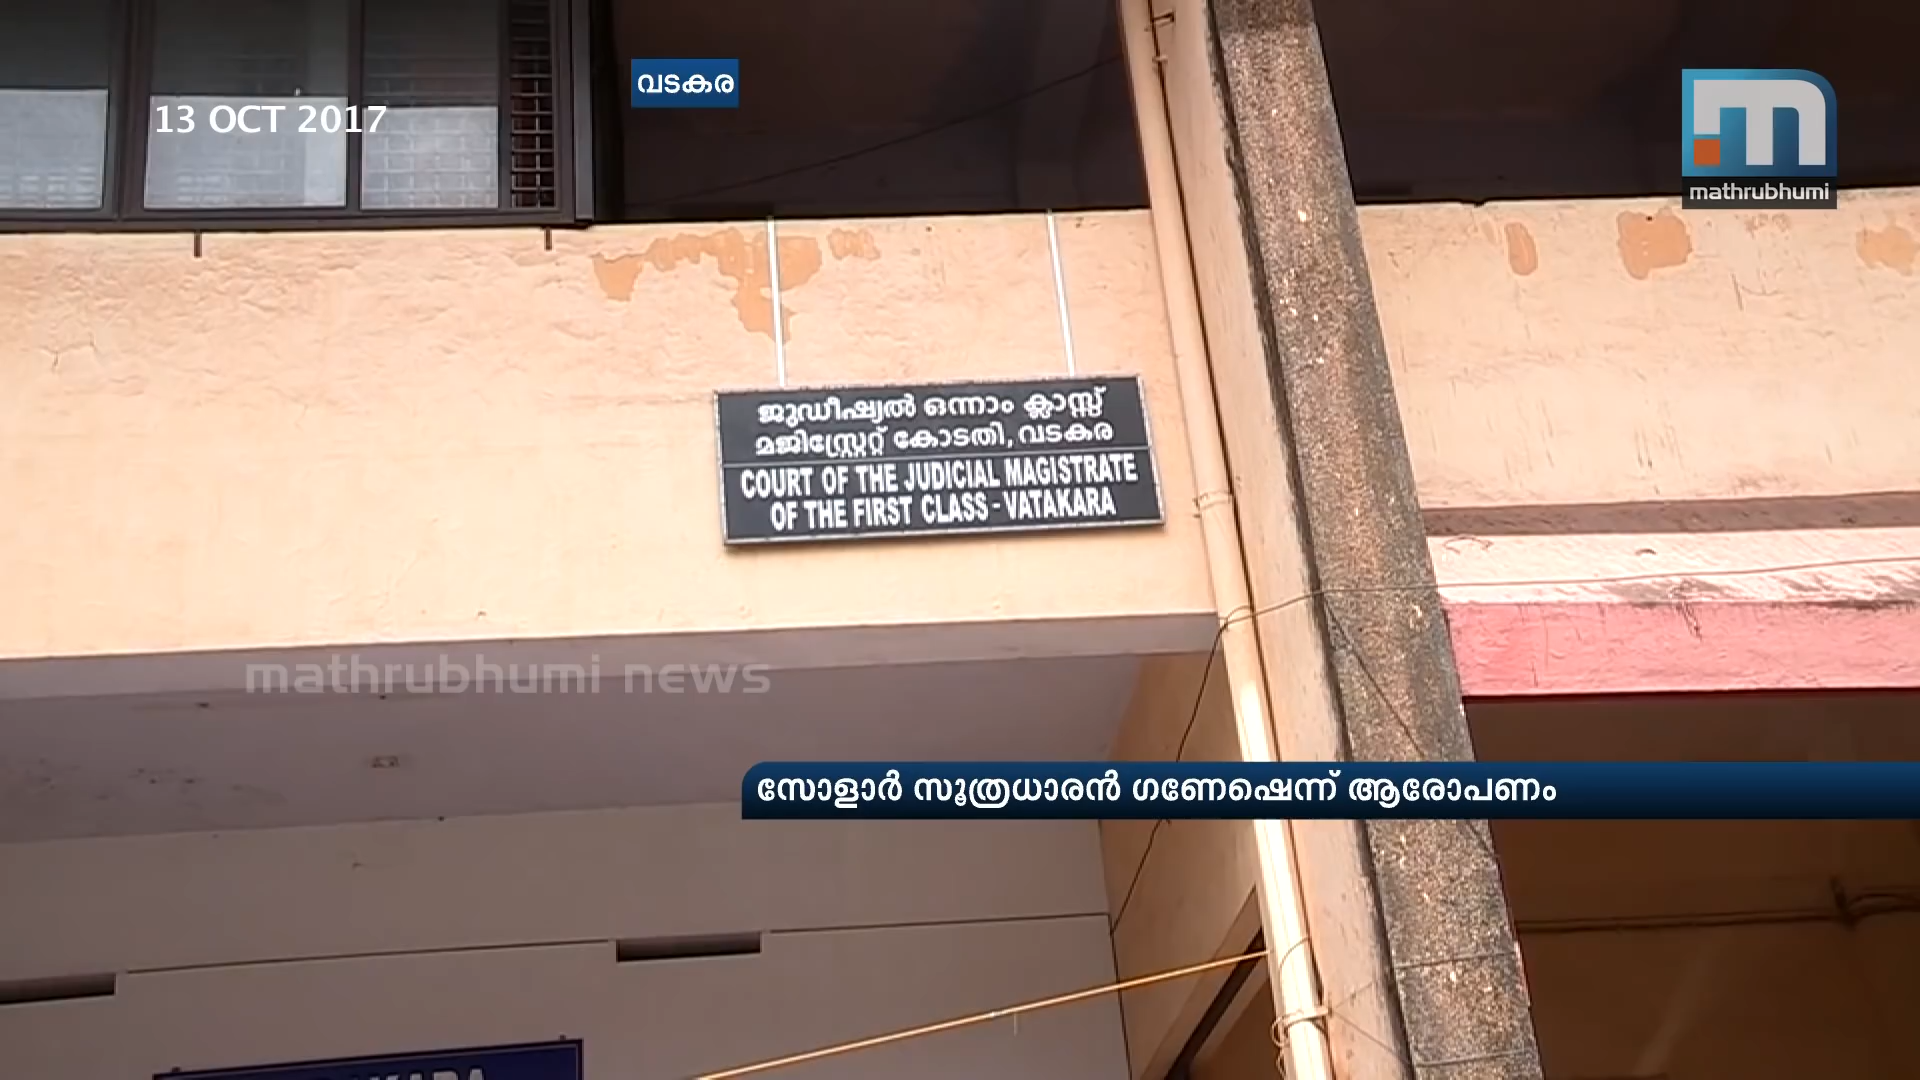 13 OCT 2017
വടകര
mathrubhumi
ജുഡീഷ്യൽ ഒന്നാം ക്ലാസ്സ്
മജിസ്ട്രേറ്റ് കോടതി, വടകര
COURT OF THE JUDICIAL MAGISTRATE
OF THE FIRST CLASS - VATAKARA
mathrubhumi news
സോളാർ സൂത്രധാരൻ ഗണേഷെന്ന് ആരോപണം